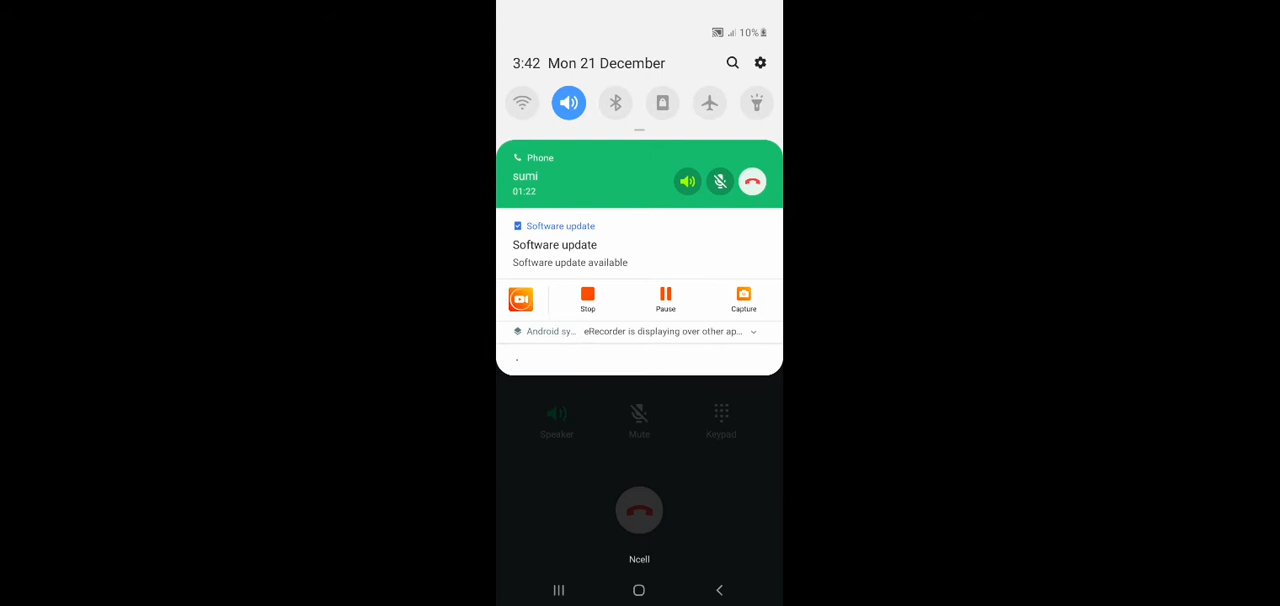 10%
3:42 Mon 21 December
Phone
sumi
01:22
Software update
Software update
Software update available
Stop Pause Capture
Android sy... eRecorder is displaying over other ap...
Speaker Mute Keypad
Ncell